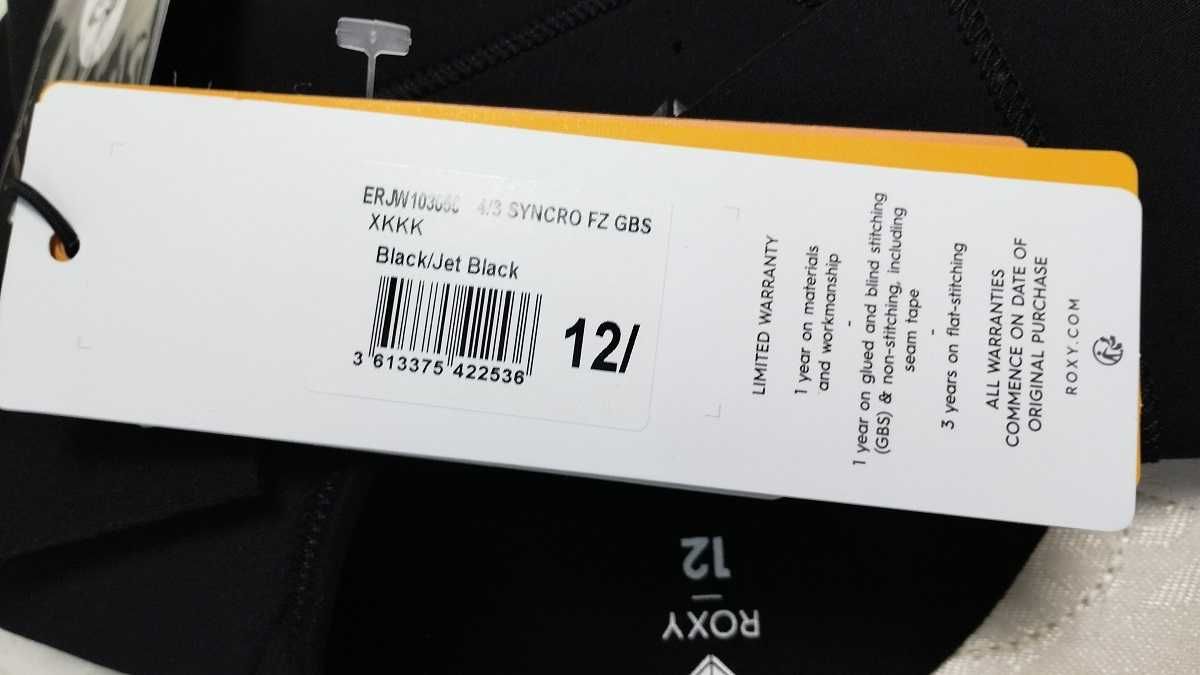 4/3 SYNCRO FZ GBS
XKKK
Black/Jet Black
12/
3 613375 422536
LIMITED WARRANTY
1 year on materials
and workmanship
-
1 year on glued and blind stitching
(GBS) & non-stitching, including
seam tape
-
3 years on flat-stitching
ALL WARRANTIES
COMMENCE ON DATE OF
ORIGINAL PURCHASE
ROXY.COM
ROXY
12